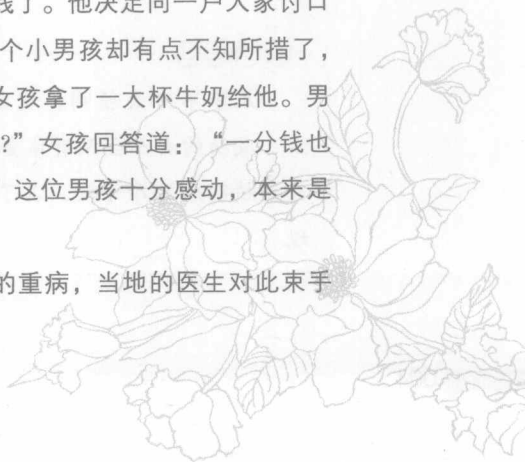 钱了。他决定向一户人家讨口
个小男孩却有点不知所措了，
女孩拿了一大杯牛奶给他。男
?”女孩回答道：“一分钱也
这位男孩十分感动，本来是
的重病，当地的医生对此束手